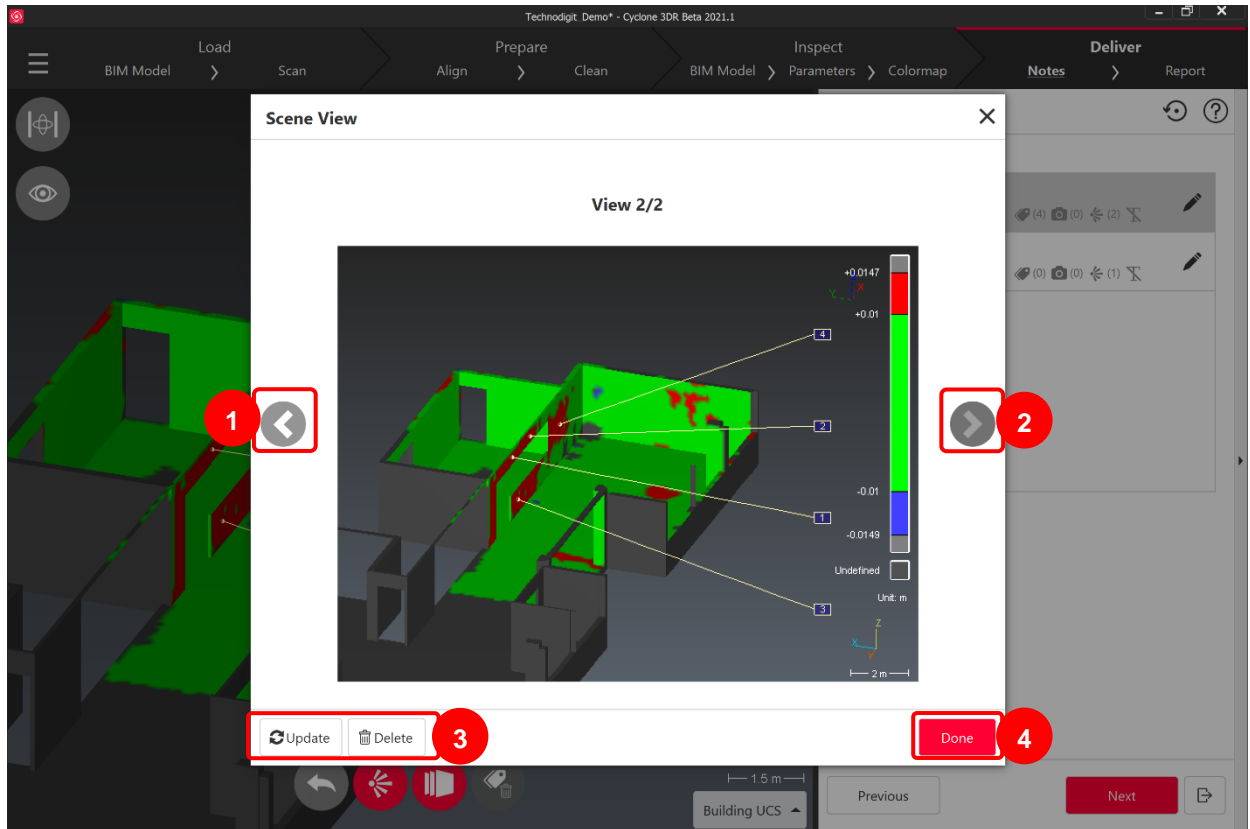 Technodigit_Demo* - Cyclone 3DR Beta 2021.1
Load
BIM Model
Scan
Prepare
Align
Clean
Inspect
BIM Model
Parameters
Colormap
Deliver
Notes
Report
Scene View
View 2/2
(4) (0) (2)
(0) (0) (1)
+0.0147
Y X
+0.01
4
2
-0.01
1
-0.0149
Undefined
Unit: m
3
Z
X
Y
2 m
1
2
Update
Delete
3
Done
4
1.5 m
Building UCS
Previous
Next